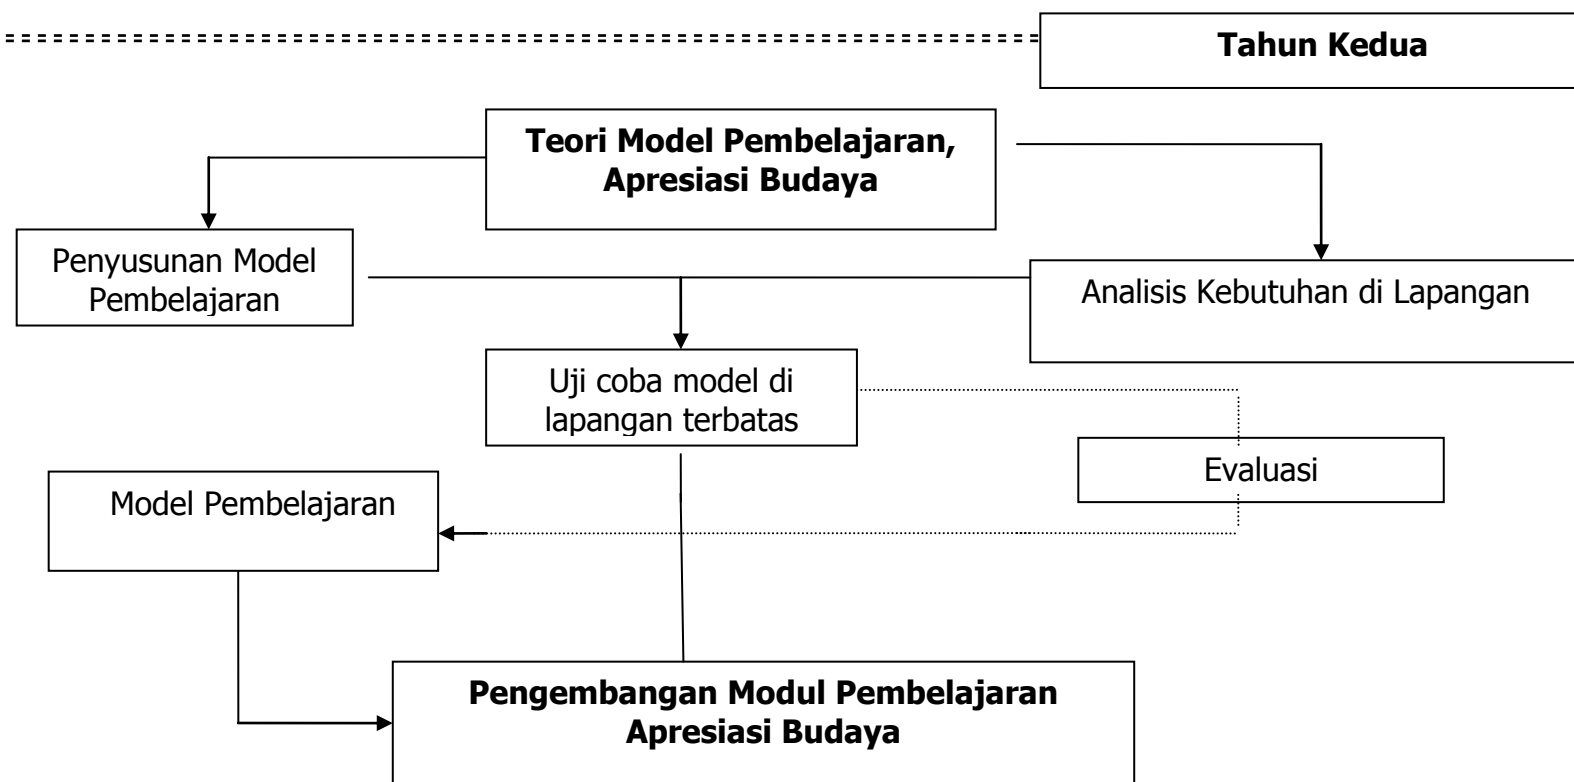 Tahun Kedua
Teori Model Pembelajaran,
Apresiasi Budaya
Penyusunan Model
Pembelajaran
Analisis Kebutuhan di Lapangan
Uji coba model di
lapangan terbatas
Evaluasi
Model Pembelajaran
Pengembangan Modul Pembelajaran
Apresiasi Budaya